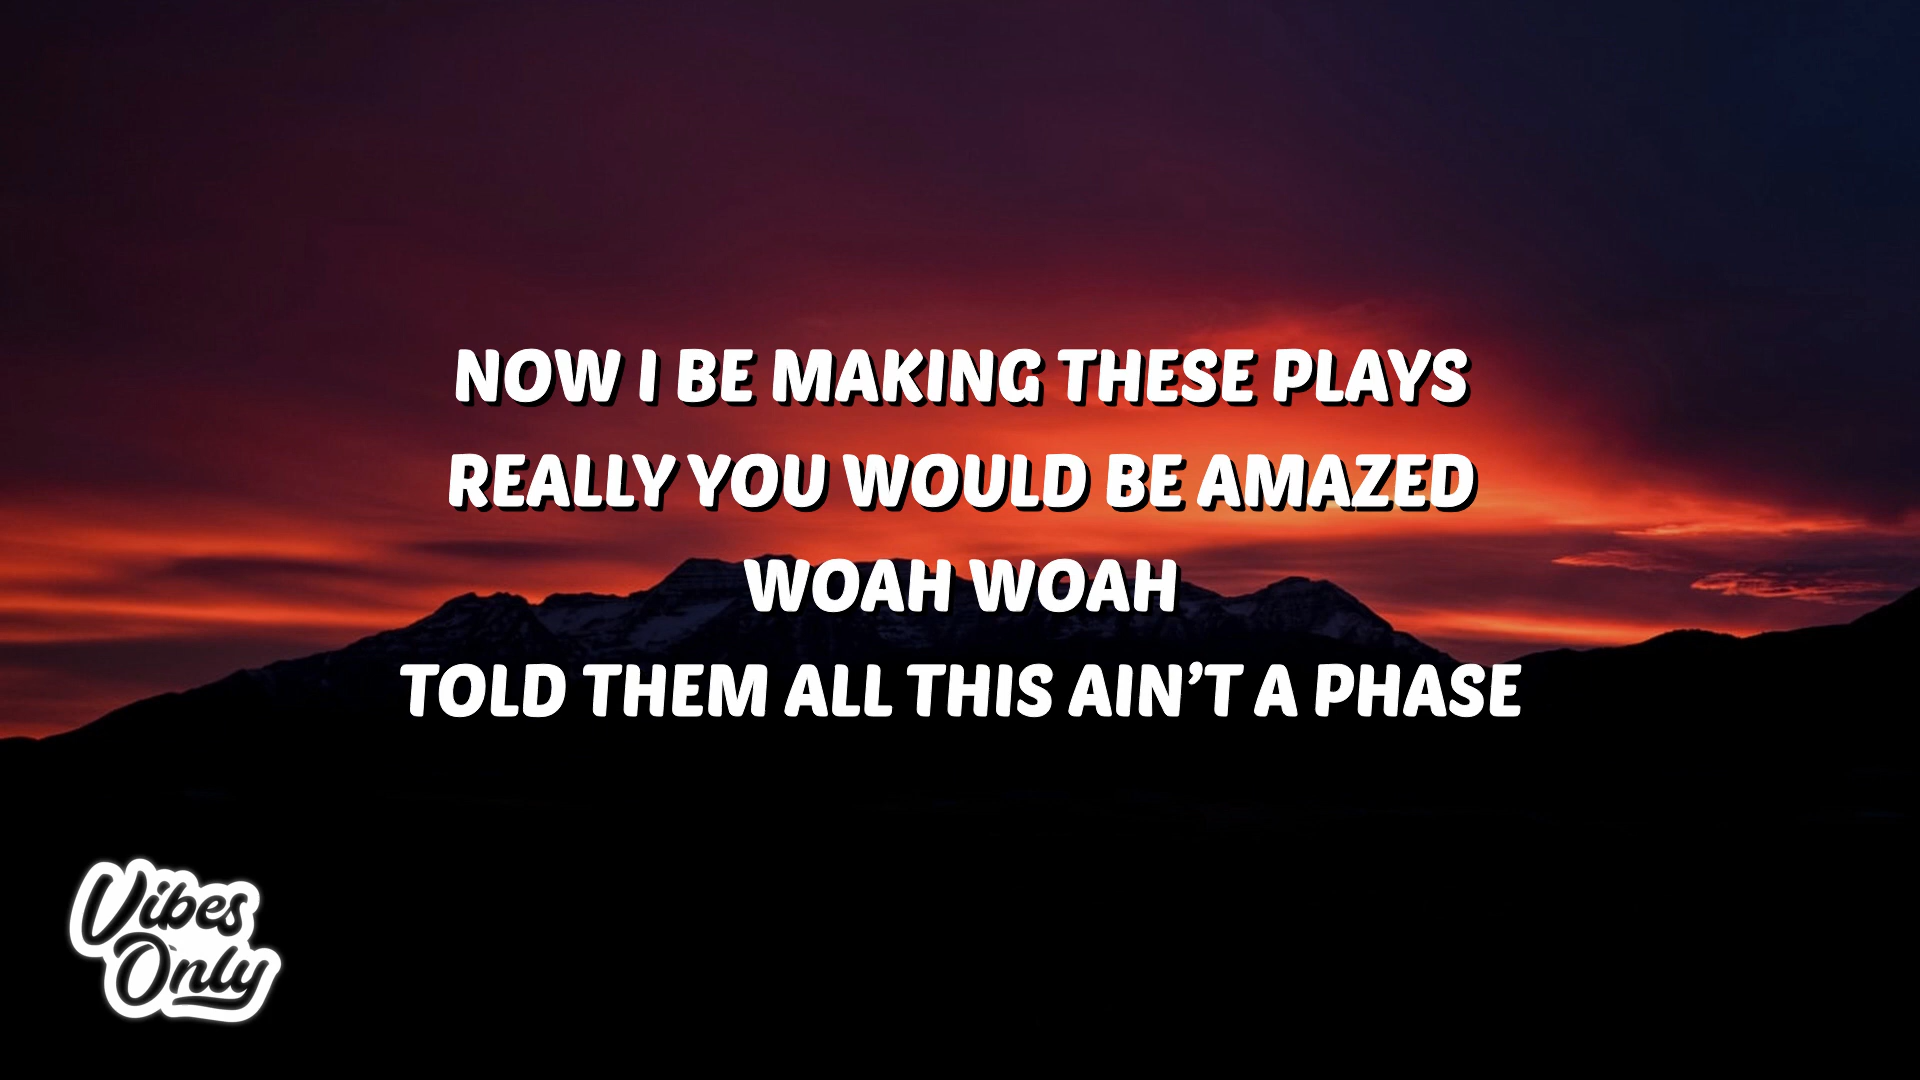 NOW I BE MAKING THESE PLAYS
REALLY YOU WOULD BE AMAZED
WOAH WOAH
TOLD THEM ALL THIS AIN’T A PHASE
Vibes
Only